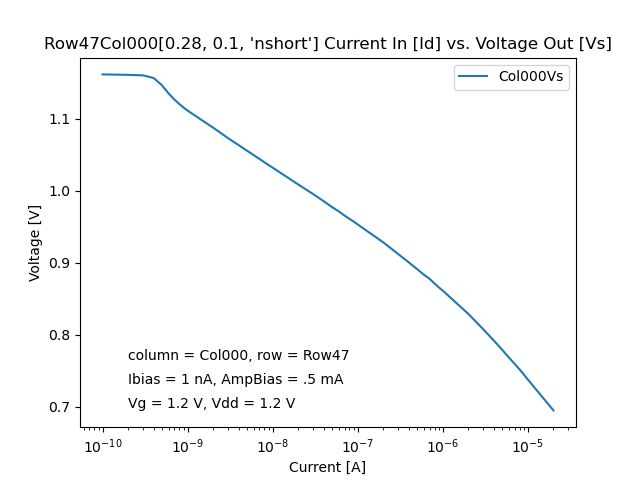 Row47Col000[0.28, 0.1, 'nshort'] Current In [Id] vs. Voltage Out [Vs]
Col000Vs
1.1
1.0
0.9
0.8
0.7
Voltage [V]
column = Col000, row = Row47
Ibias = 1 nA, AmpBias = .5 mA
Vg = 1.2 V, Vdd = 1.2 V
10⁻¹⁰ 10⁻⁹ 10⁻⁸ 10⁻⁷ 10⁻⁶ 10⁻⁵
Current [A]